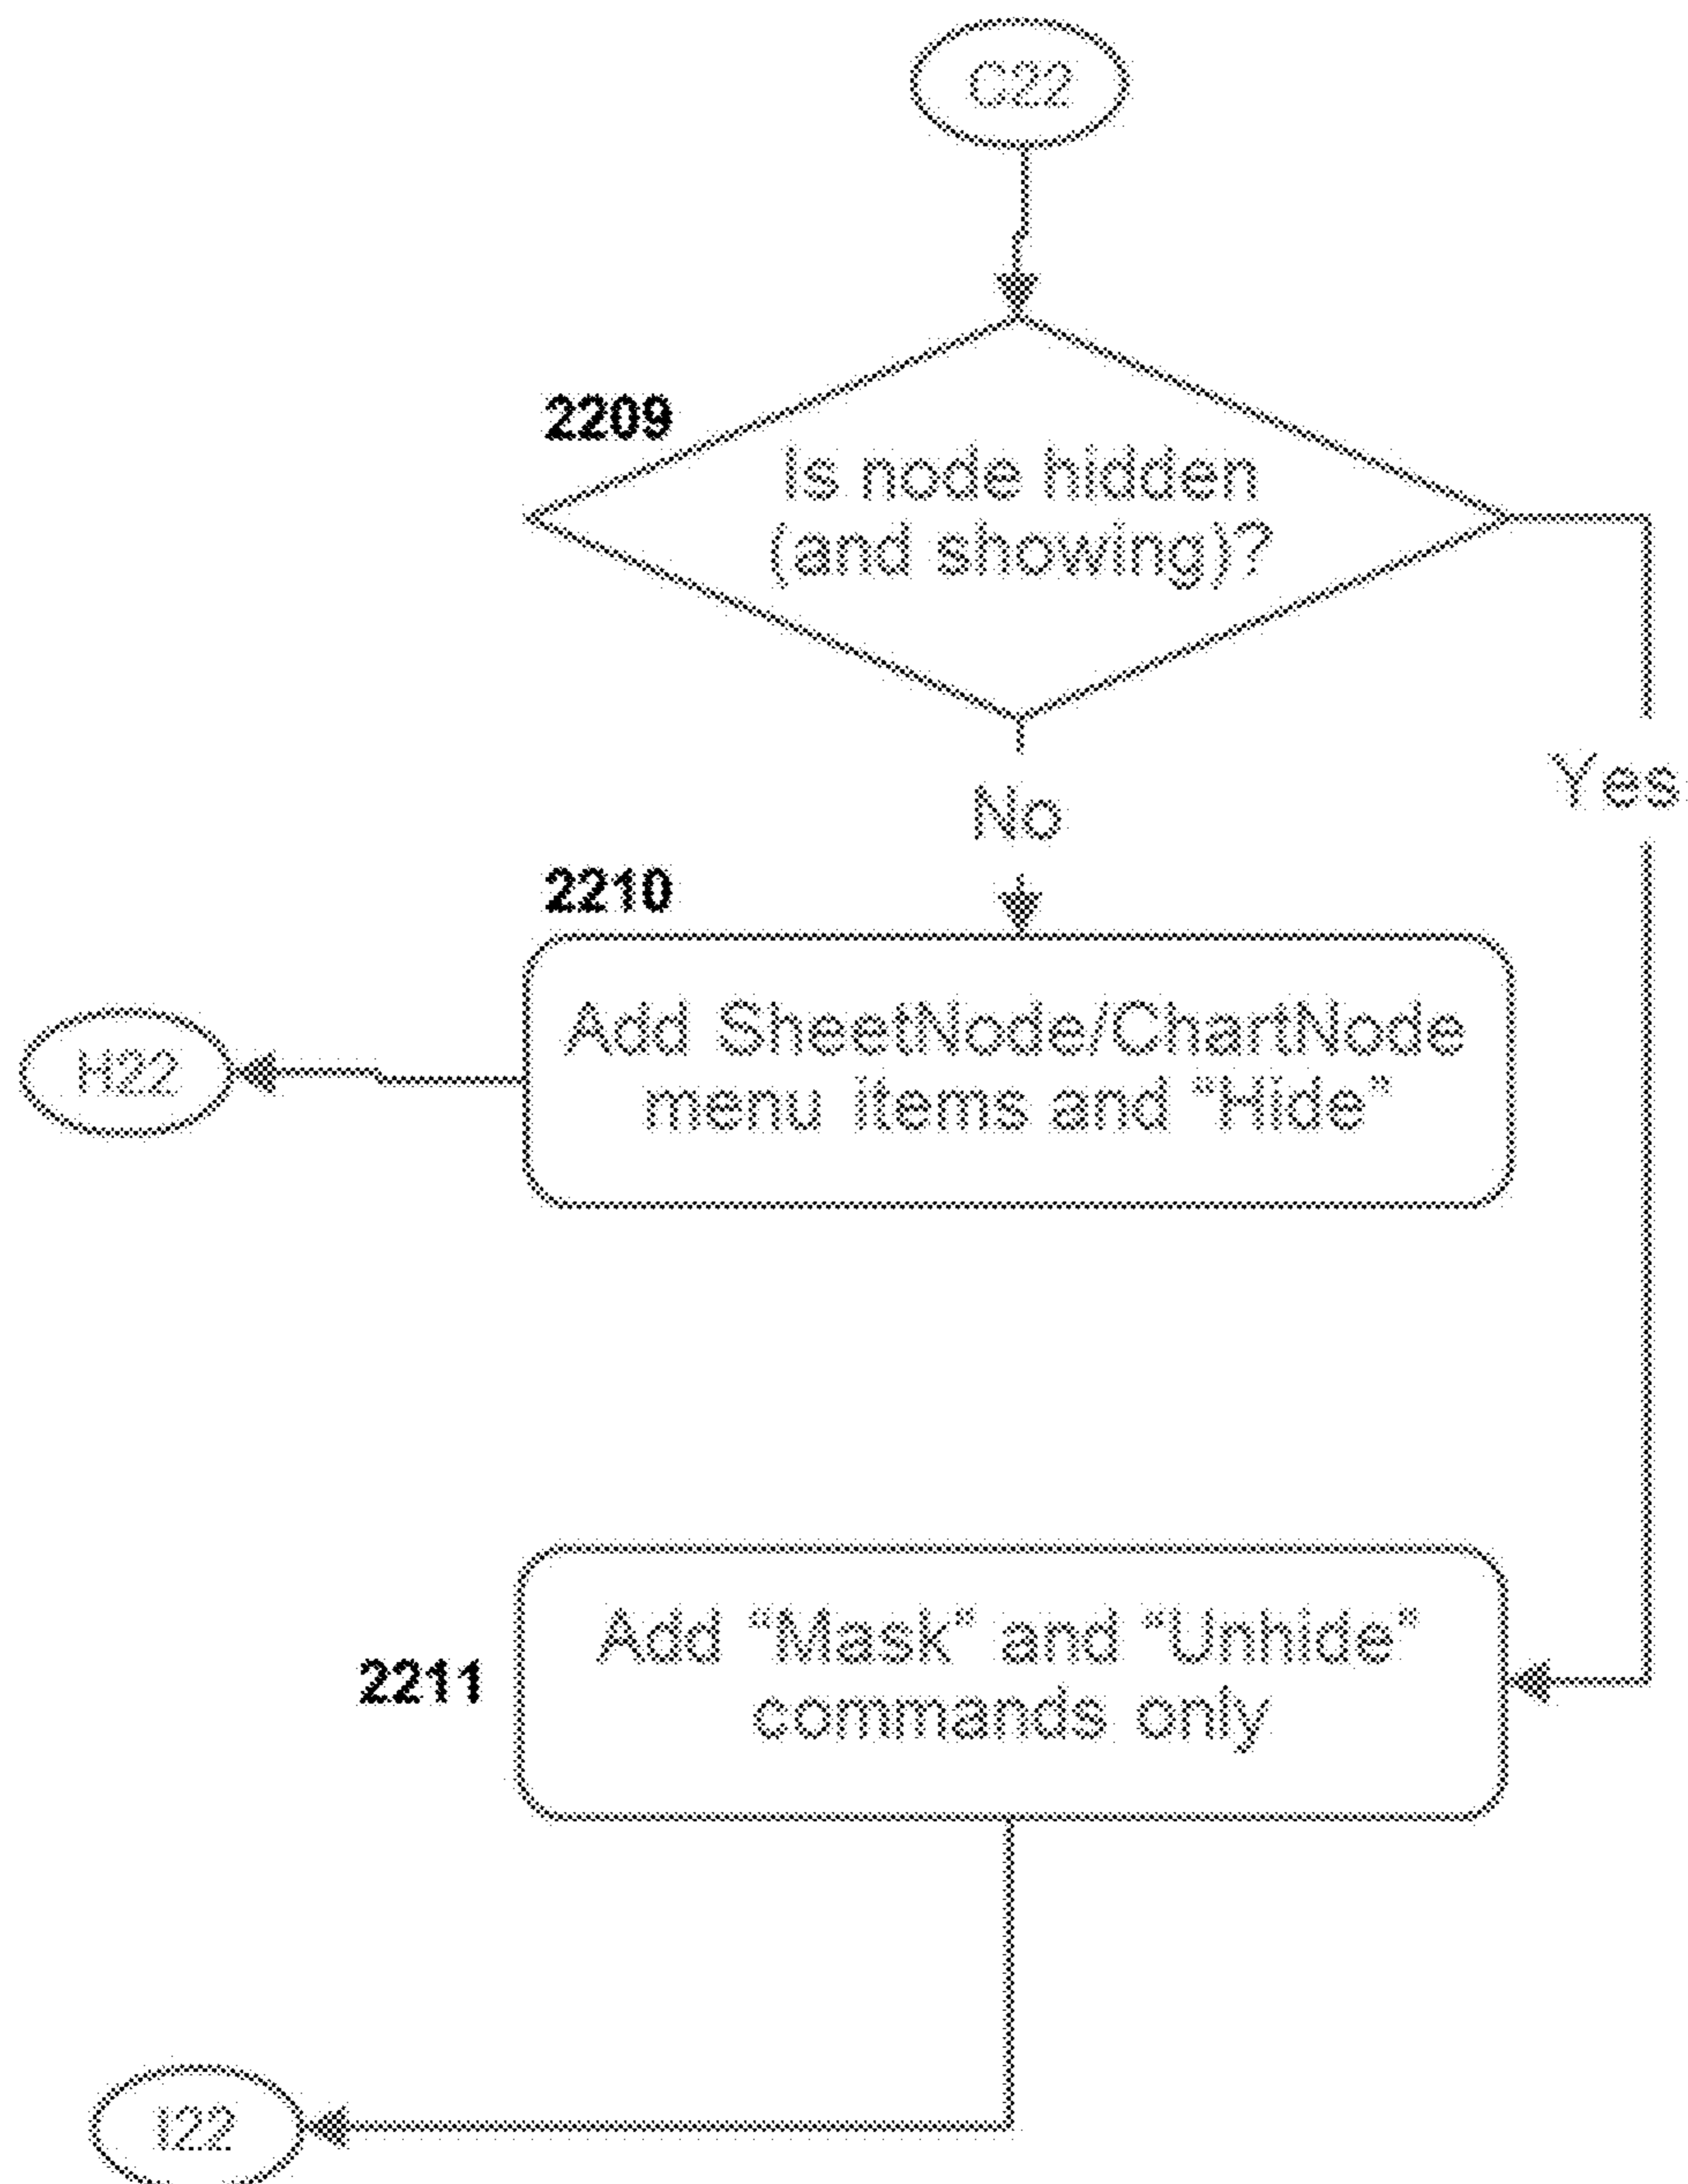 C22
2209
Is node hidden
(and showing)?
Yes
No
2210
Add SheetNode/ChartNode
menu items and “Hide”
H22
Add “Mask” and “Unhide”
commands only
2211
I22